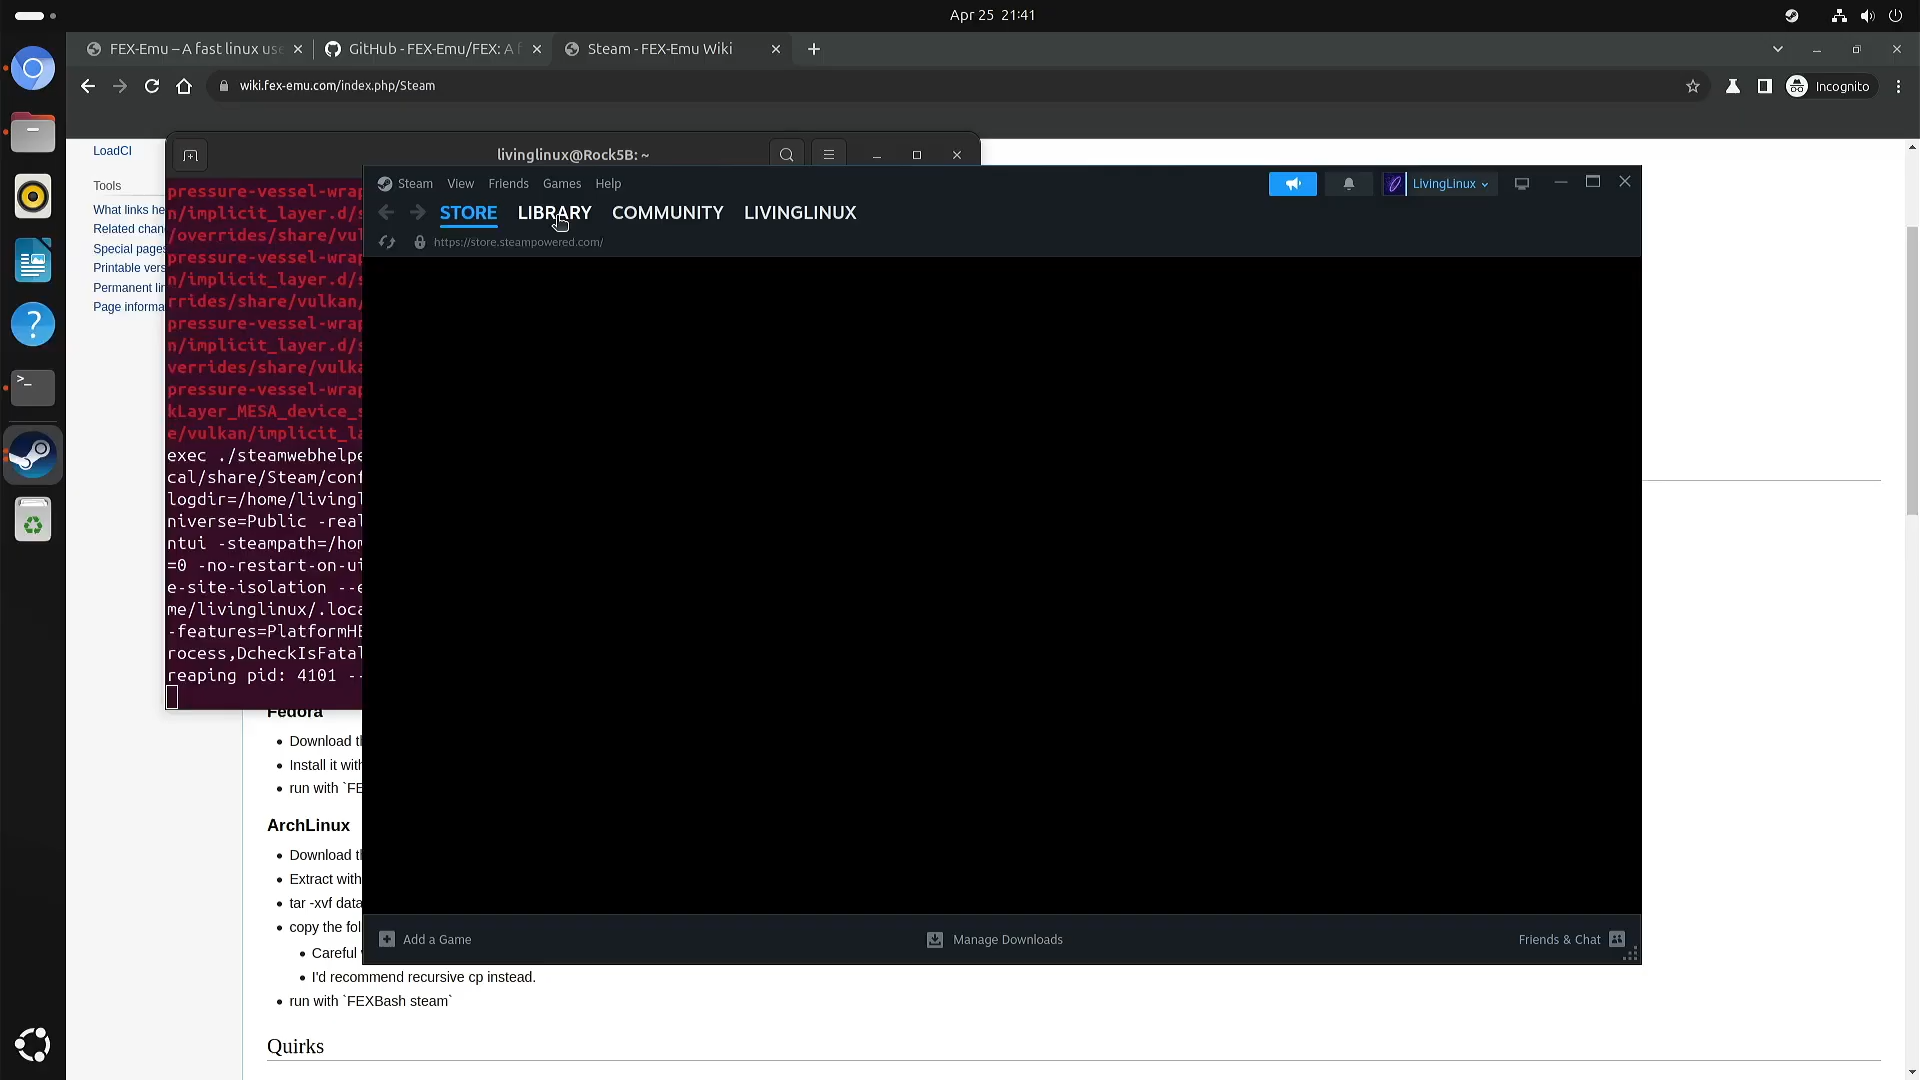 Apr 25 21:41
FEX-Emu – A fast linux use
GitHub - FEX-Emu/FEX: A f
Steam - FEX-Emu Wiki
wiki.fex-emu.com/index.php/Steam
Incognito
LoadCI
Tools
What links he
Related chan
Special pages
Printable vers
Permanent lin
Page informa
livinglinux@Rock5B: ~
pressure-vessel-wrap
n/implicit_layer.d/s
/overrides/share/vul
pressure-vessel-wrap
n/implicit_layer.d/s
rrides/share/vulkan/
pressure-vessel-wrap
n/implicit_layer.d/s
verrides/share/vulka
pressure-vessel-wrap
kLayer_MESA_device_s
e/vulkan/implicit_la
exec ./steamwebhelpe
cal/share/Steam/conf
logdir=/home/livingl
niverse=Public -real
ntui -steampath=/hom
=0 -no-restart-on-ui
e-site-isolation --e
me/livinglinux/.loca
-features=PlatformHE
rocess,DcheckIsFatal
reaping pid: 4101 --
Steam View Friends Games Help
LivingLinux
STORE LIBRARY COMMUNITY LIVINGLINUX
https://store.steampowered.com/
Add a Game
Manage Downloads
Friends & Chat
Fedora
Download th
Install it with
run with `FE
ArchLinux
Download th
Extract with
tar -xvf data
copy the fol
Careful
I'd recommend recursive cp instead.
run with `FEXBash steam`
Quirks